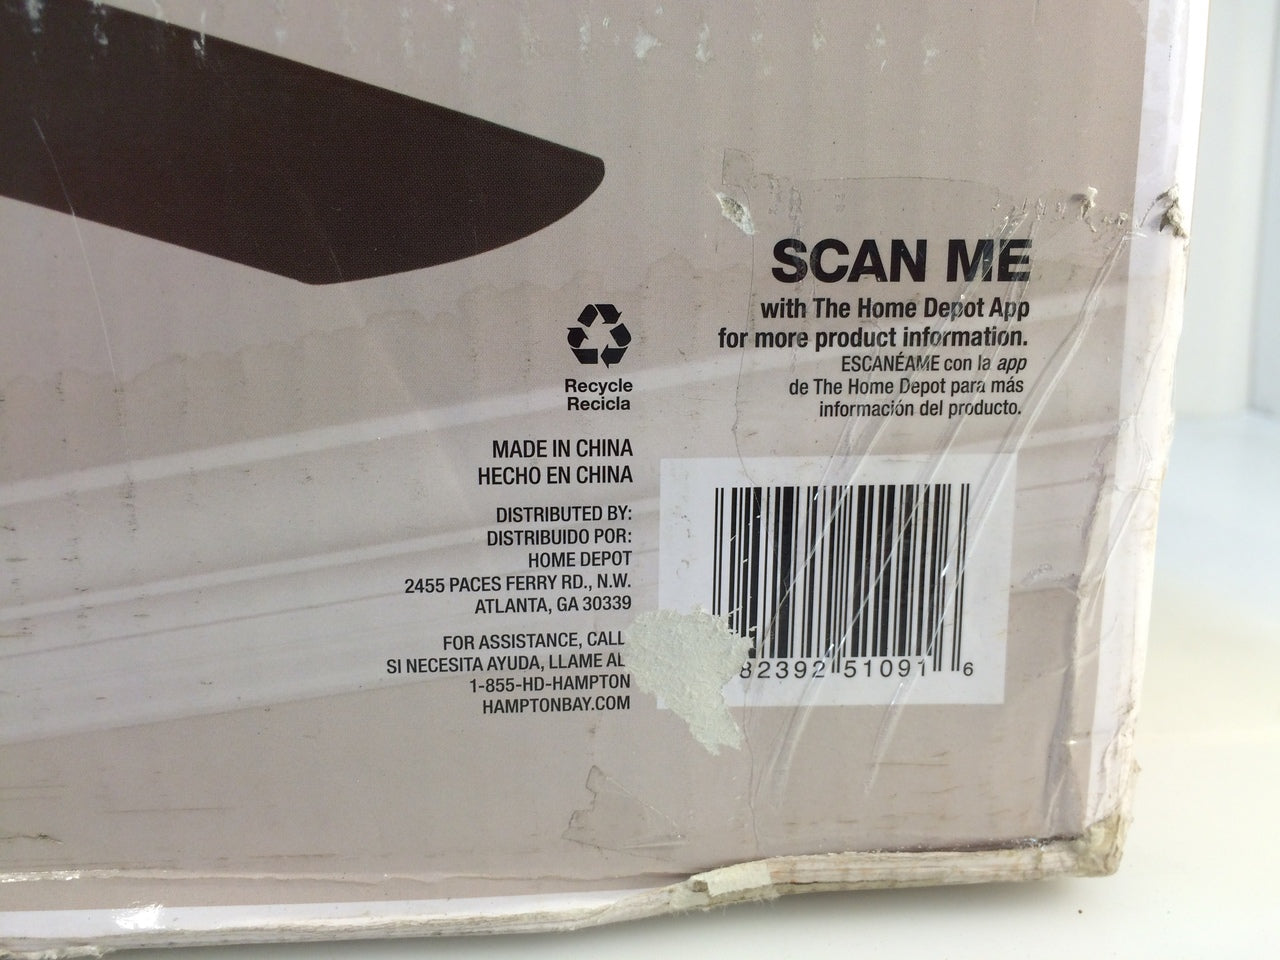 SCAN ME
with The Home Depot App
for more product information.
ESCANÉAME con la app
de The Home Depot para más
información del producto.
Recycle
Recicla
MADE IN CHINA
HECHO EN CHINA
DISTRIBUTED BY:
DISTRIBUIDO POR:
HOME DEPOT
2455 PACES FERRY RD., N.W.
ATLANTA, GA 30339
FOR ASSISTANCE, CALL
SI NECESITA AYUDA, LLAME AL
1-855-HD-HAMPTON
HAMPTONBAY.COM
82392 51091 6